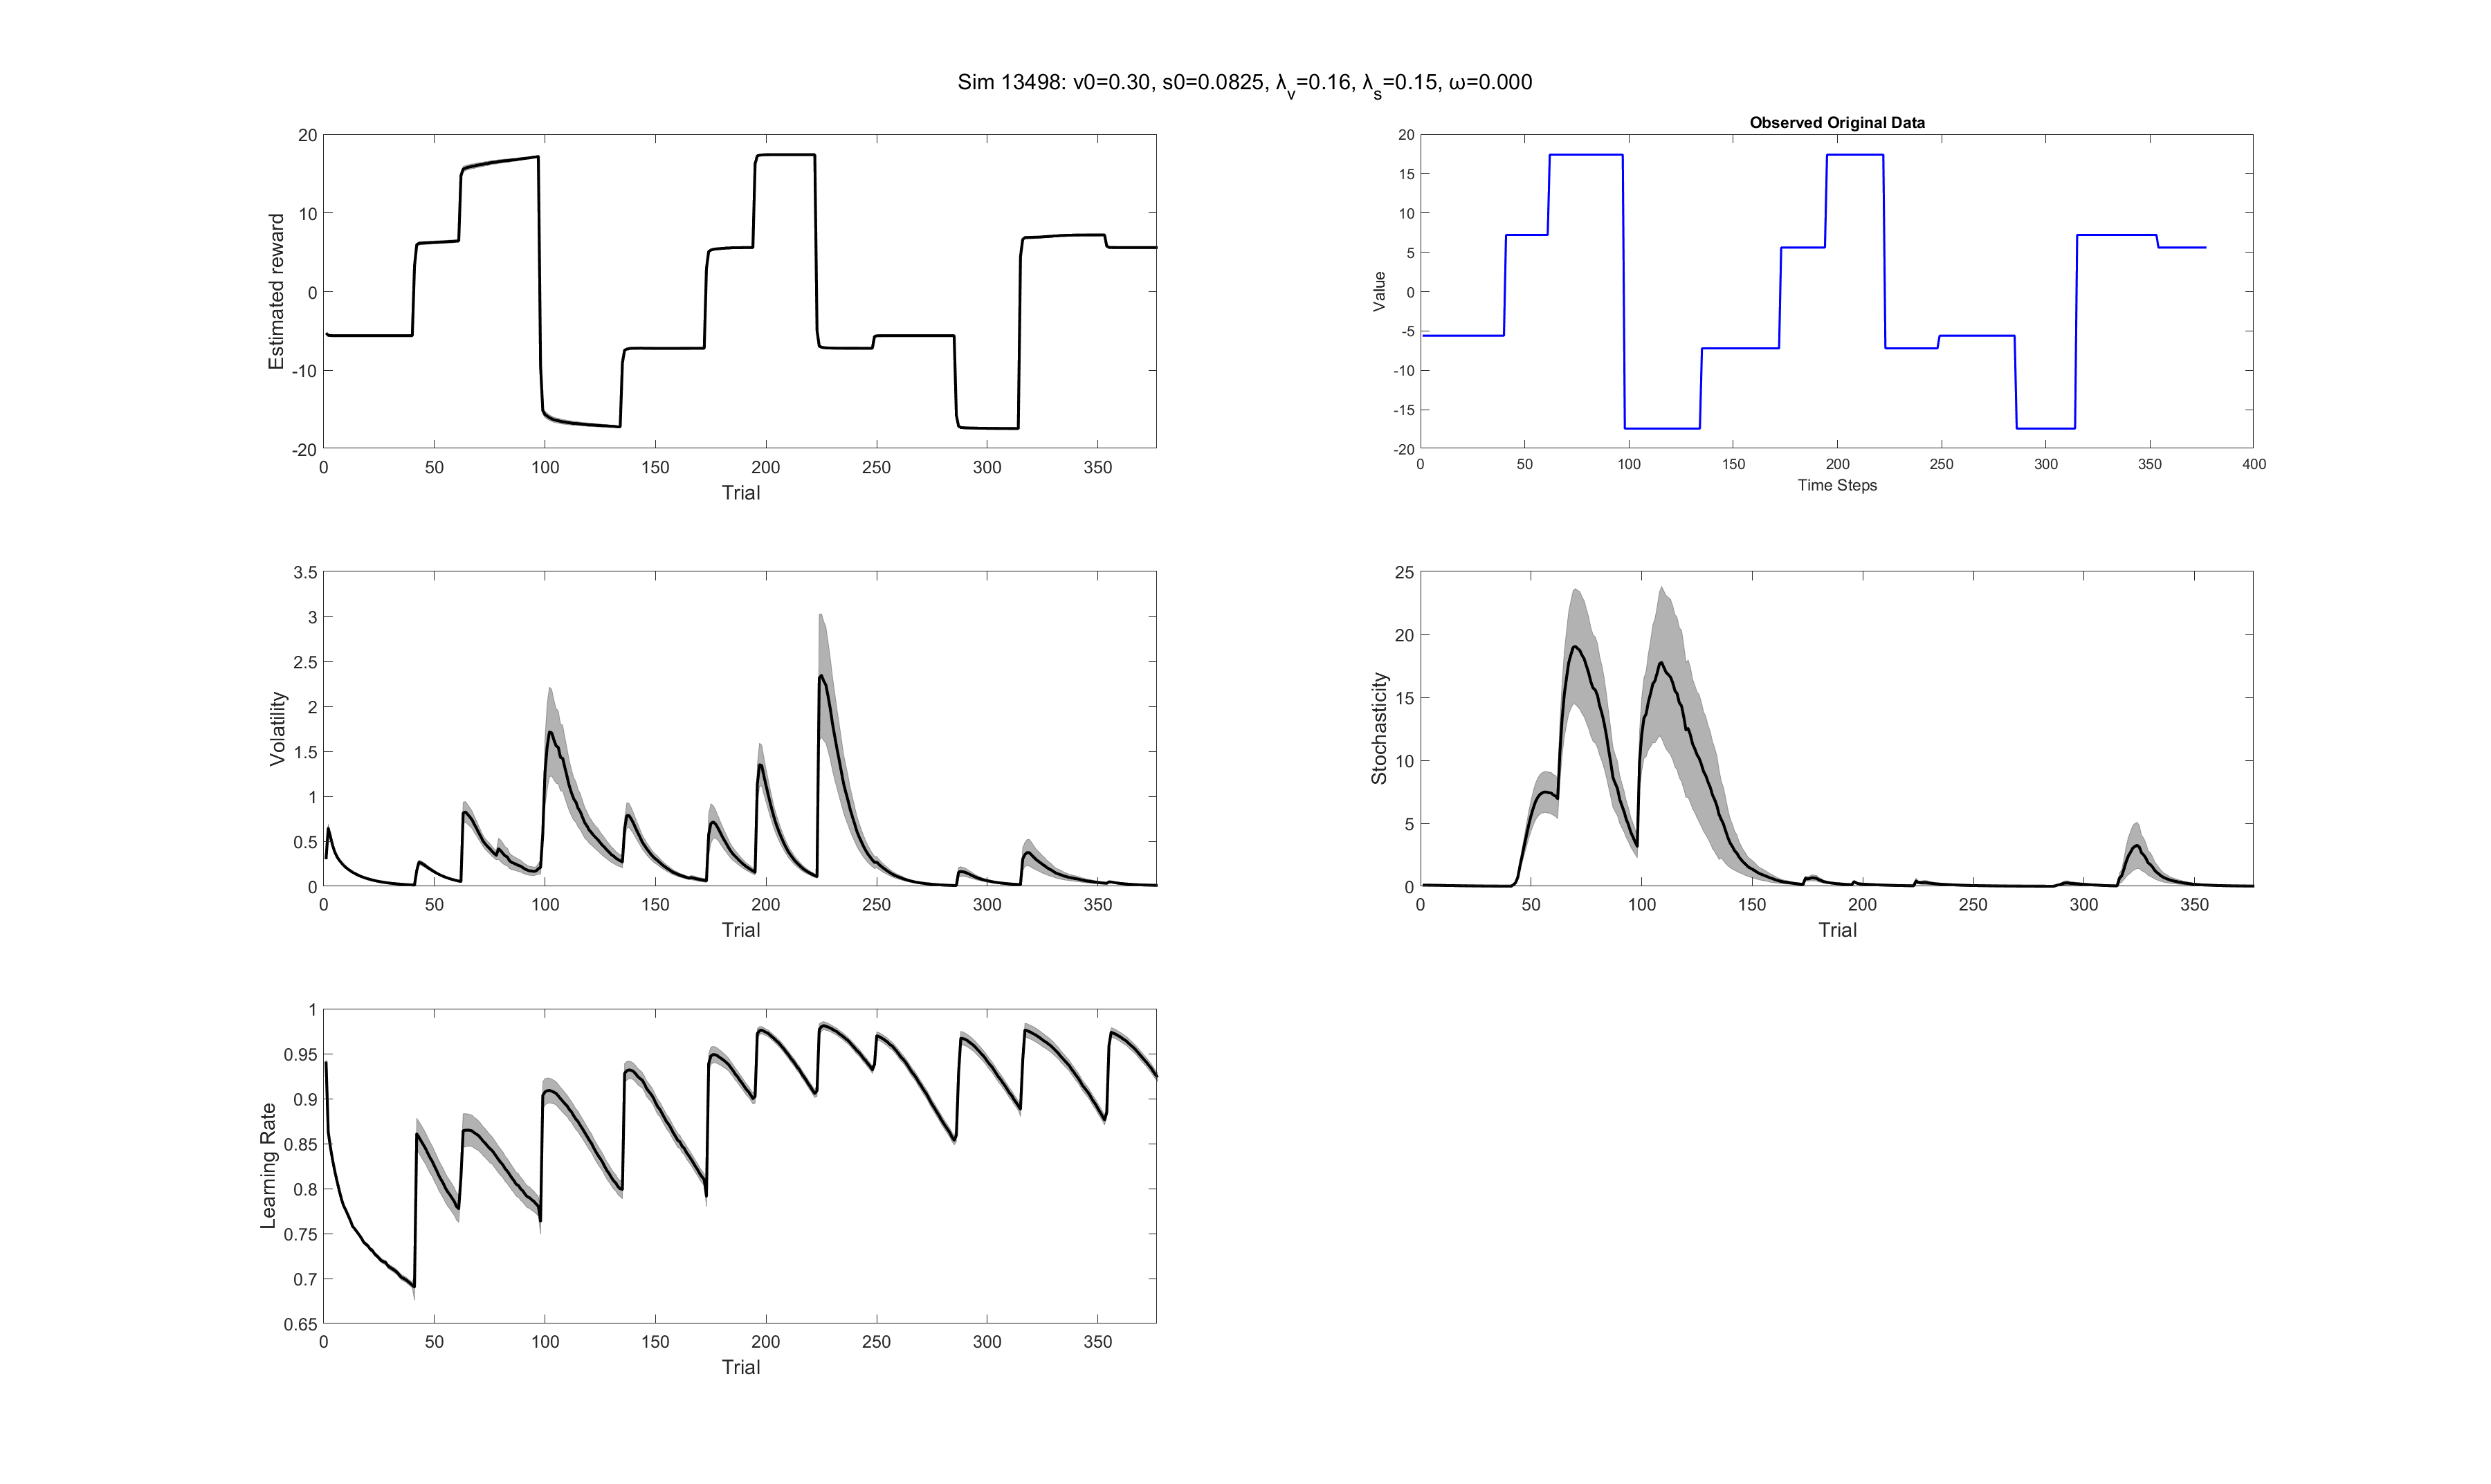 Sim 13498: v0=0.30, s0=0.0825, λv=0.16, λs=0.15, ω=0.000
20
10
0
-10
-20
Estimated reward
0 50 100 150 200 250 300 350
Trial
Observed Original Data
20
15
10
5
0
-5
-10
-15
-20
Value
0 50 100 150 200 250 300 350 400
Time Steps
3.5
3
2.5
2
1.5
1
0.5
0
Volatility
0 50 100 150 200 250 300 350
Trial
25
20
15
10
5
0
Stochasticity
0 50 100 150 200 250 300 350
Trial
1
0.95
0.9
0.85
0.8
0.75
0.7
0.65
Learning Rate
0 50 100 150 200 250 300 350
Trial